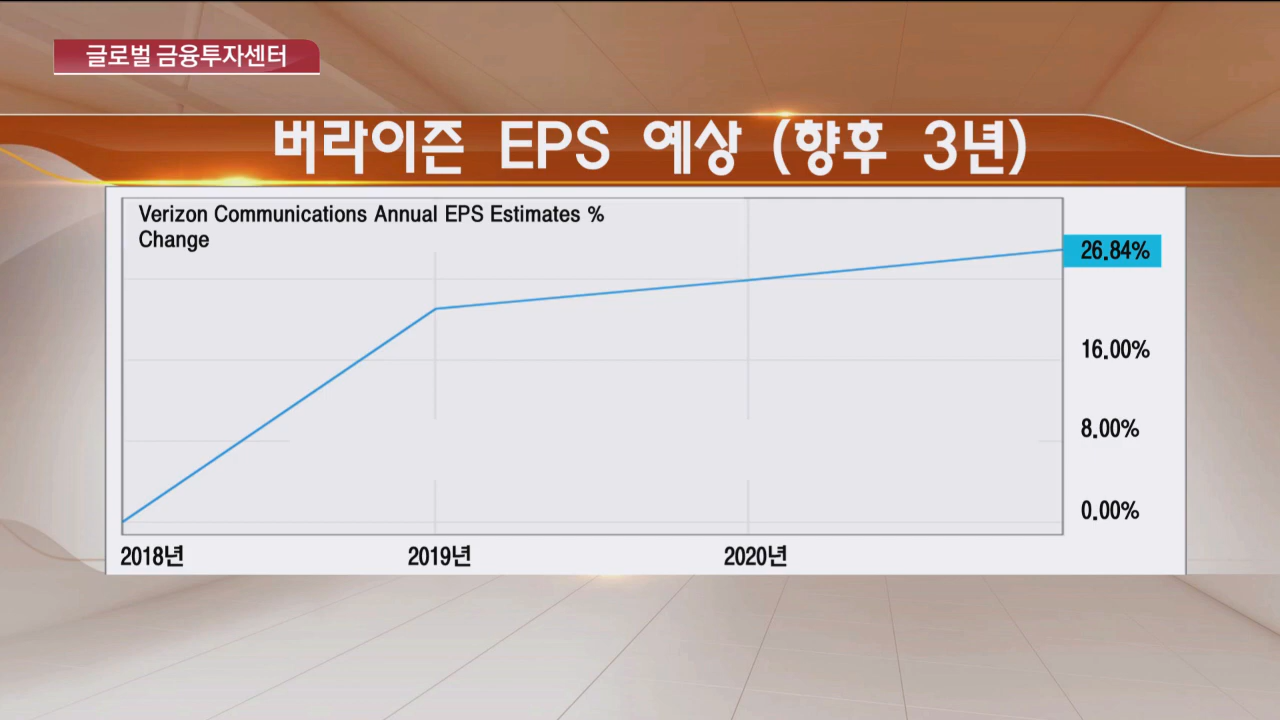 글로벌 금융투자센터
버라이즌 EPS 예상 (향후 3년)
Verizon Communications Annual EPS Estimates %
Change
26.84%
16.00%
8.00%
0.00%
2018년
2019년
2020년